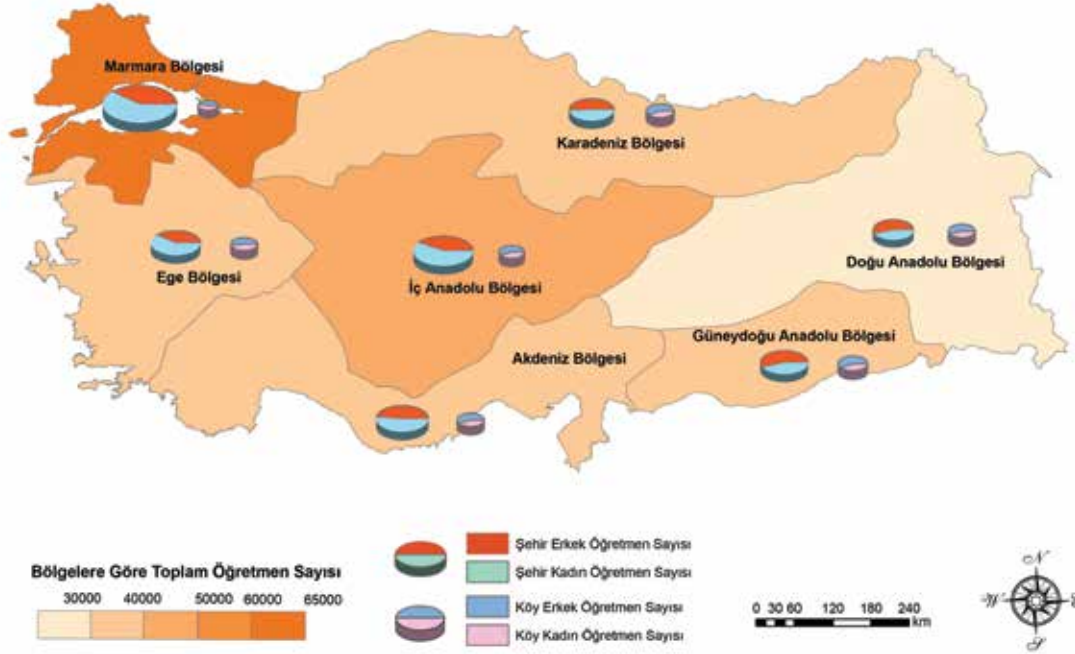 Marmara Bölgesi
Karadeniz Bölgesi
Ege Bölgesi
İç Anadolu Bölgesi
Doğu Anadolu Bölgesi
Güneydoğu Anadolu Bölgesi
Akdeniz Bölgesi
Bölgelere Göre Toplam Öğretmen Sayısı
30000 40000 50000 60000 65000
Şehir Erkek Öğretmen Sayısı
Şehir Kadın Öğretmen Sayısı
Köy Erkek Öğretmen Sayısı
Köy Kadın Öğretmen Sayısı
0 30 60 120 180 240
km
N
W E
S